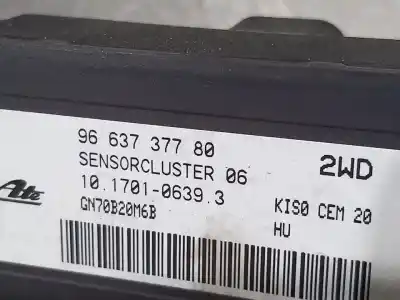 96 637 377 80
SENSORCLUSTER 06 2WD
Ate 10.1701-0639.3
GN70B20M6B KIS0 CEM 20
HU